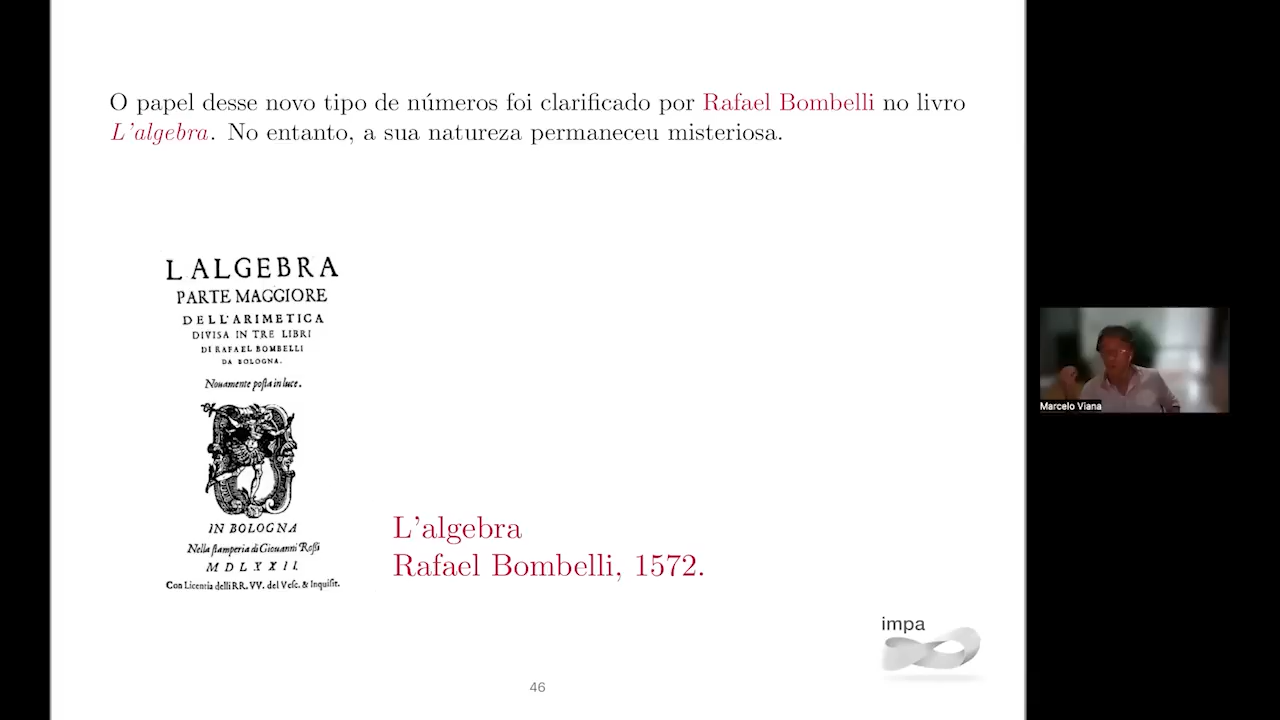 O papel desse novo tipo de números foi clarificado por Rafael Bombelli no livro
L'algebra. No entanto, a sua natureza permaneceu misteriosa.
L ALGEBRA
PARTE MAGGIORE
DELL'ARIMETICA
DIVISA IN TRE LIBRI
DI RAFAEL BOMBELLI
DA BOLOGNA.
Nouamente posta in luce.
IN BOLOGNA
Nella stamperia di Giouanni Rossi
MDLXXII.
Con Licentia delli RR. VV. del Vesc. & Inquisit.
L'algebra
Rafael Bombelli, 1572.
impa
46
Marcelo Viana